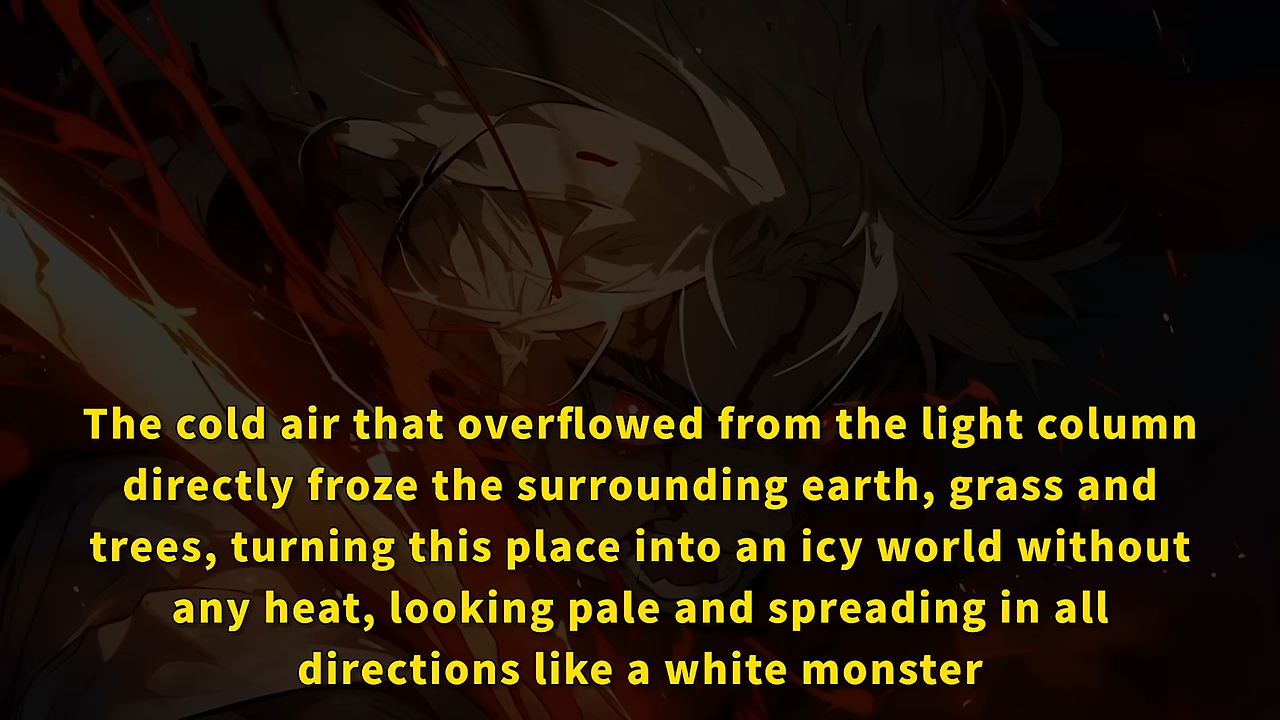 The cold air that overflowed from the light column
directly froze the surrounding earth, grass and
trees, turning this place into an icy world without
any heat, looking pale and spreading in all
directions like a white monster